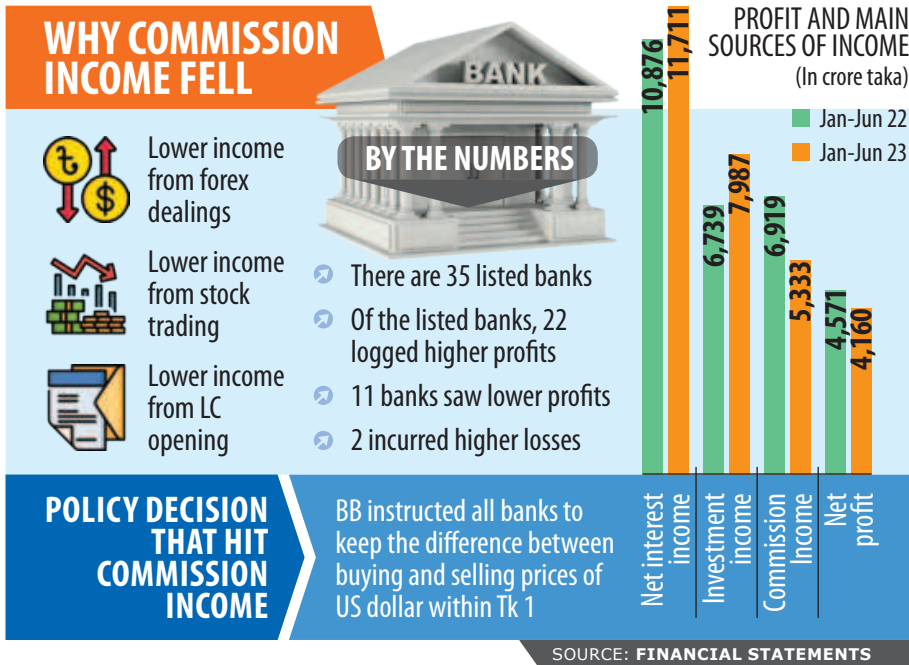 WHY COMMISSION
INCOME FELL
BANK
BY THE NUMBERS
৳
$
Lower income
from forex
dealings
Lower income
from stock
trading
Lower income
from LC
opening
There are 35 listed banks
Of the listed banks, 22
logged higher profits
11 banks saw lower profits
2 incurred higher losses
PROFIT AND MAIN
SOURCES OF INCOME
(In crore taka)
Jan-Jun 22
Jan-Jun 23
10,876
11,711
6,739
7,987
6,919
5,333
4,571
4,160
Net interest
income
Investment
income
Commission
Income
Net
profit
POLICY DECISION
THAT HIT
COMMISSION
INCOME
BB instructed all banks to
keep the difference between
buying and selling prices of
US dollar within Tk 1
SOURCE: FINANCIAL STATEMENTS